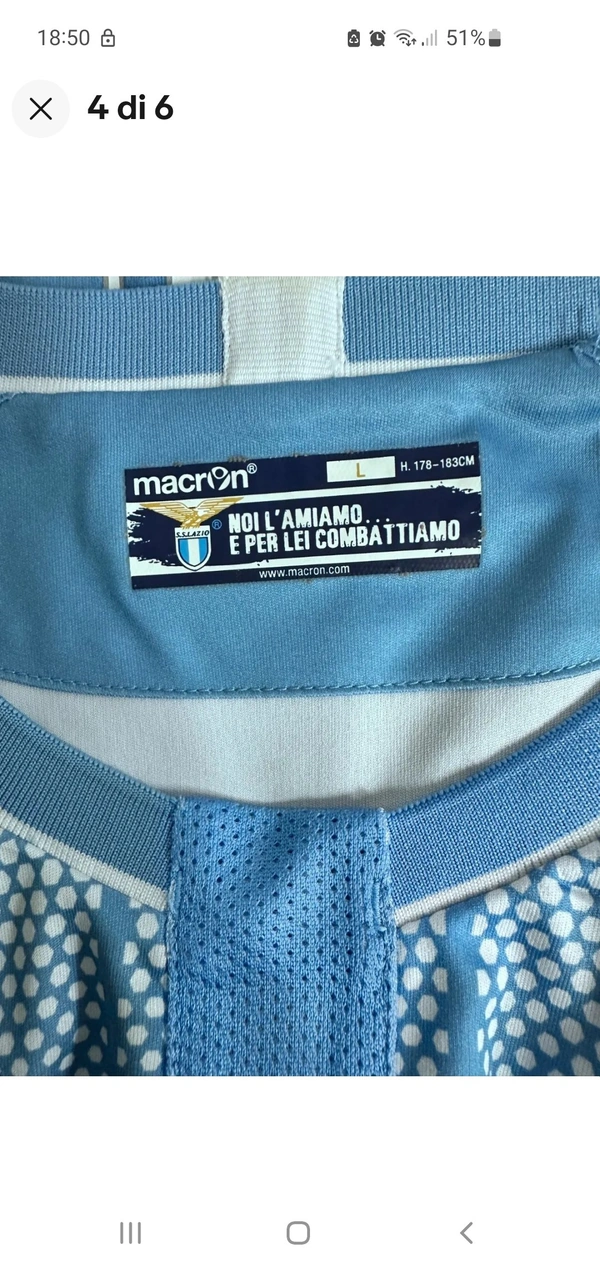 18:50 51%
4 di 6
macron® L H. 178-183CM
S.S.LAZIO ® NOI L'AMIAMO...
E PER LEI COMBATTIAMO
www.macron.com